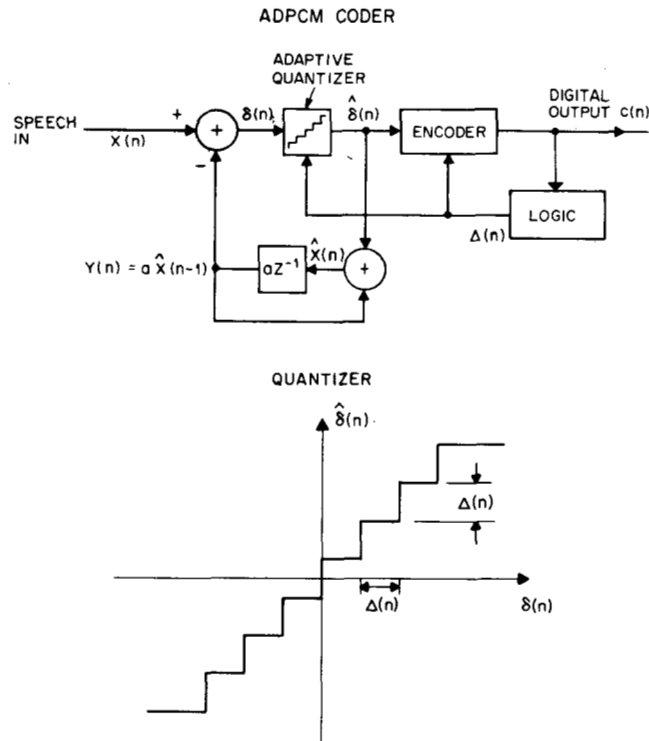 ADPCM CODER
ADAPTIVE
QUANTIZER
SPEECH
IN
+
X(n)
+
−
δ(n)
δ̂(n)
ENCODER
DIGITAL
OUTPUT c(n)
LOGIC
Δ(n)
Y(n) = a X̂(n-1)
aZ⁻¹
X̂(n)
+
QUANTIZER
δ̂(n)
Δ(n)
Δ(n)
δ(n)